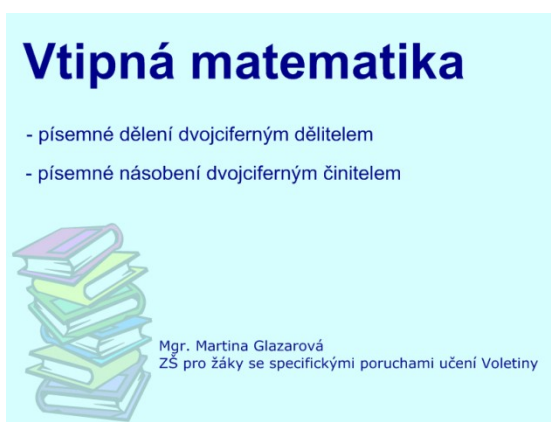 Vtipná matematika
- písemné dělení dvojciferným dělitelem
- písemné násobení dvojciferným činitelem
Mgr. Martina Glazarová
ZŠ pro žáky se specifickými poruchami učení Voletiny